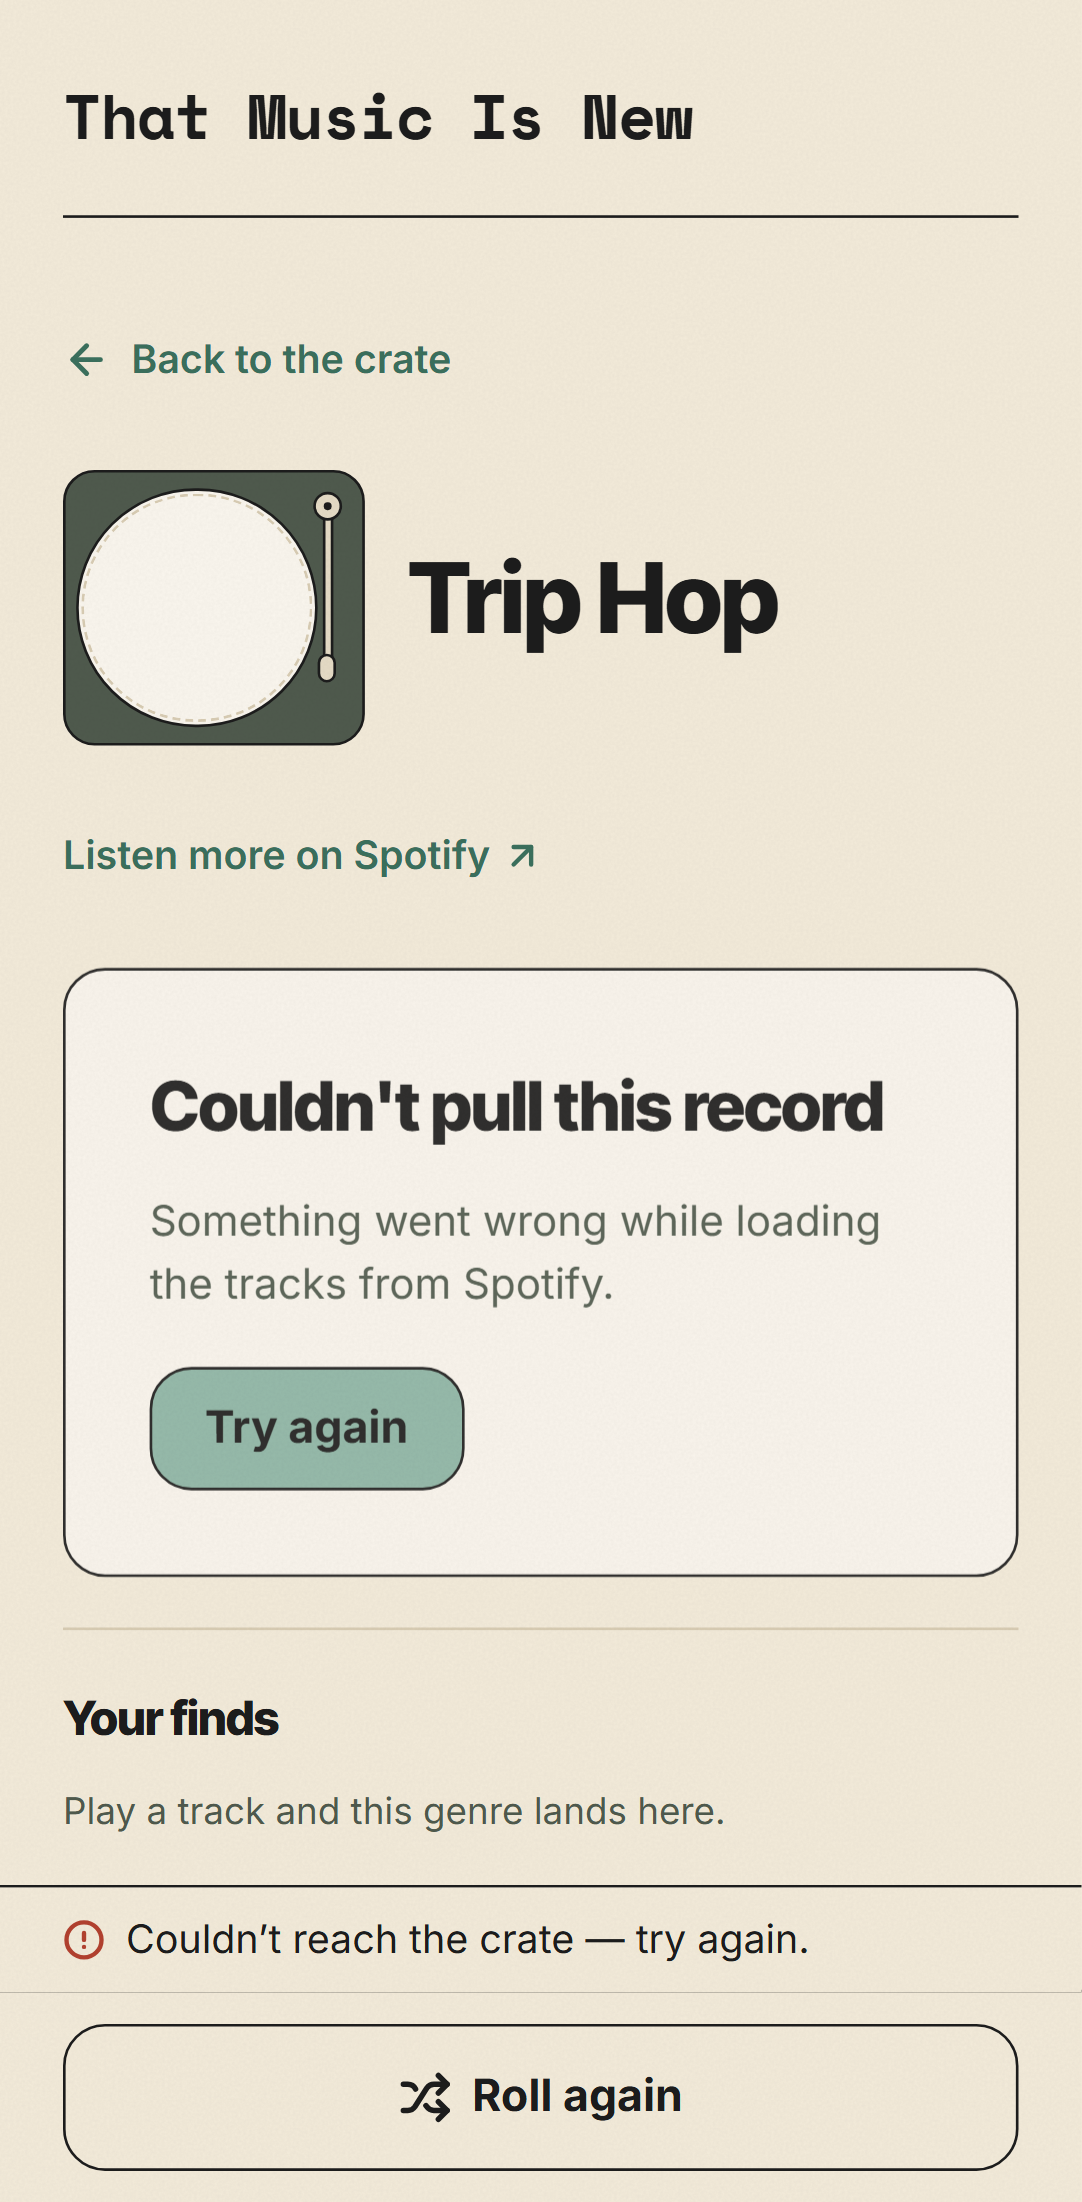 That Music Is New
Back to the crate
Trip Hop
Listen more on Spotify
Couldn't pull this record
Something went wrong while loading
the tracks from Spotify.
Try again
Your finds
Play a track and this genre lands here.
Couldn’t reach the crate — try again.
Roll again